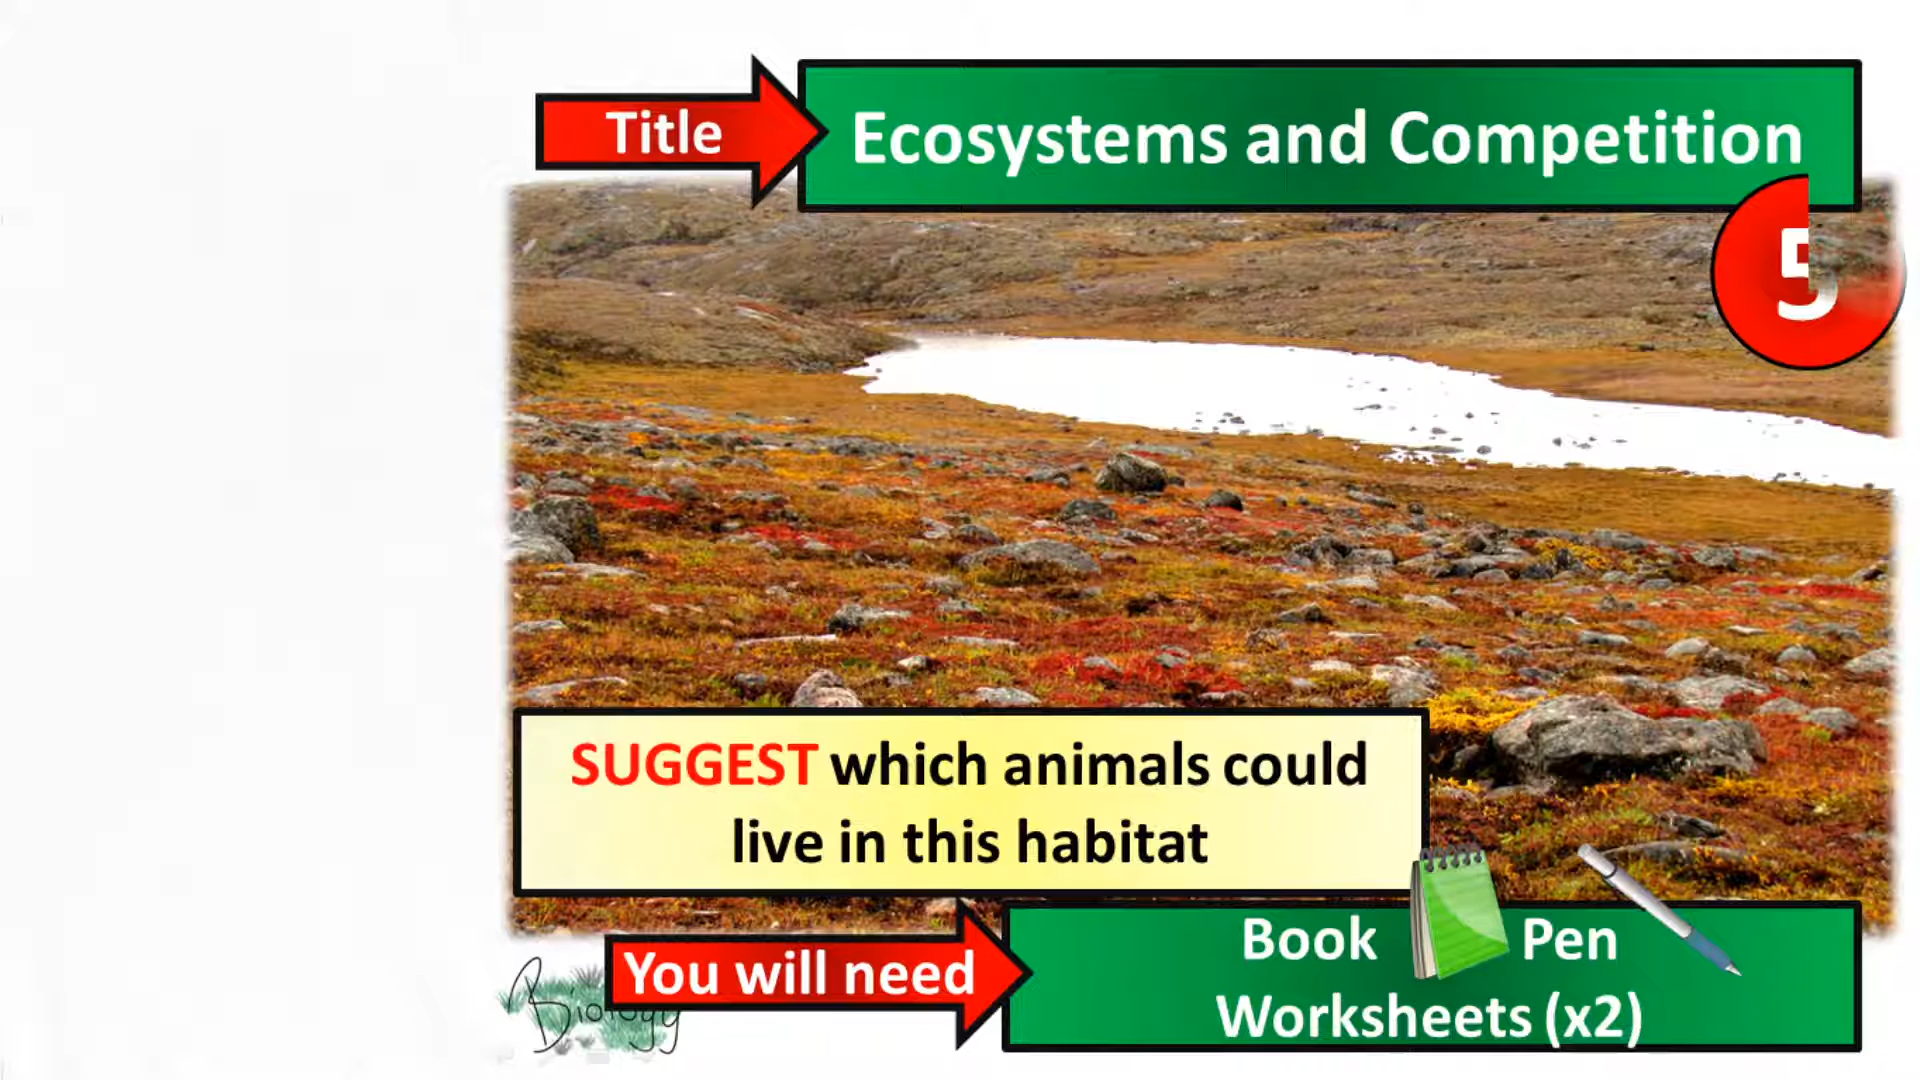 Title
Ecosystems and Competition
5
SUGGEST which animals could
live in this habitat
You will need
Book Pen
Worksheets (x2)
Biology